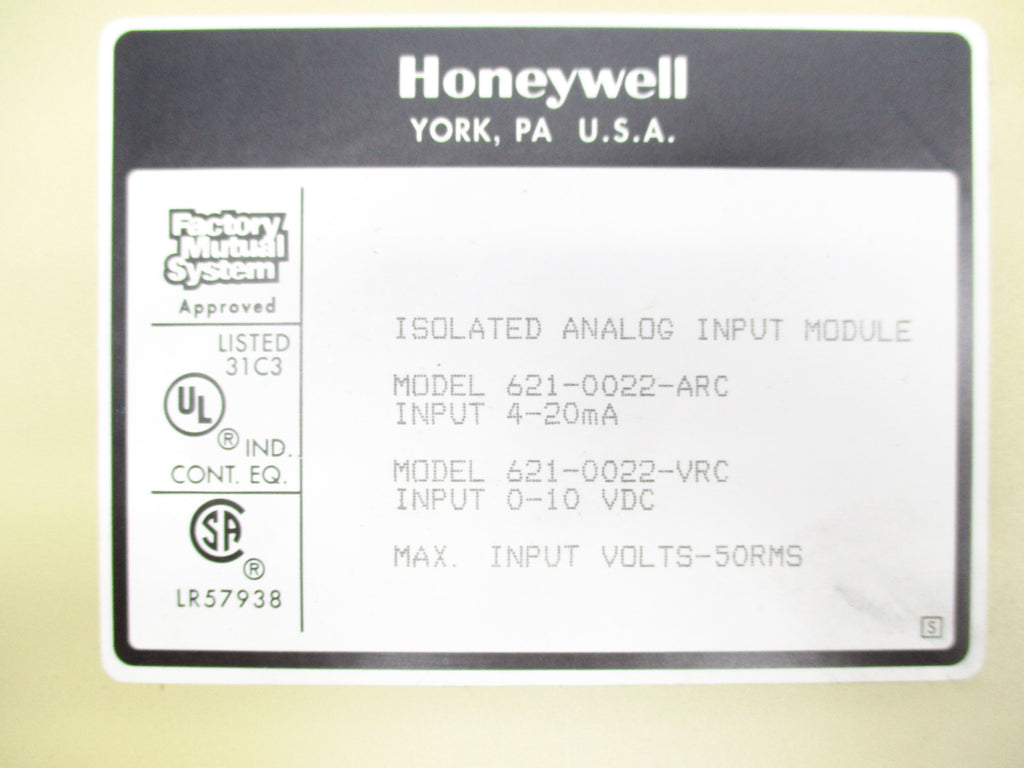 Honeywell
YORK, PA U.S.A.
Factory
Mutual
System
Approved
LISTED
31C3
UL
® IND.
CONT. EQ.
SA
®
LR57938
ISOLATED ANALOG INPUT MODULE
MODEL 621-0022-ARC
INPUT 4-20mA
MODEL 621-0022-VRC
INPUT 0-10 VDC
MAX. INPUT VOLTS-50RMS
S